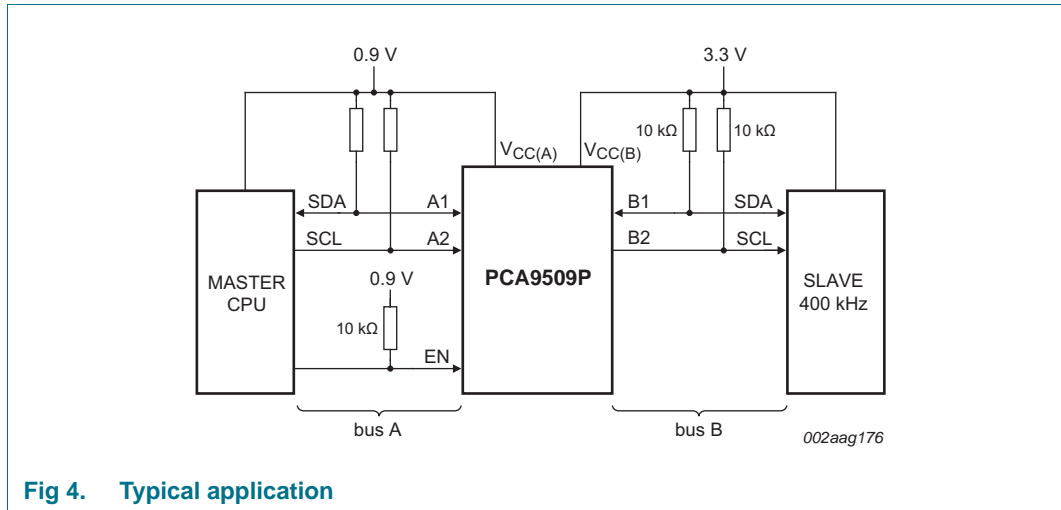 0.9 V
3.3 V
10 kΩ
10 kΩ
VCC(A)
VCC(B)
SDA
A1
B1
SDA
SCL
A2
B2
SCL
MASTER
CPU
0.9 V
PCA9509P
SLAVE
400 kHz
10 kΩ
EN
bus A
bus B
002aag176
Fig 4. Typical application